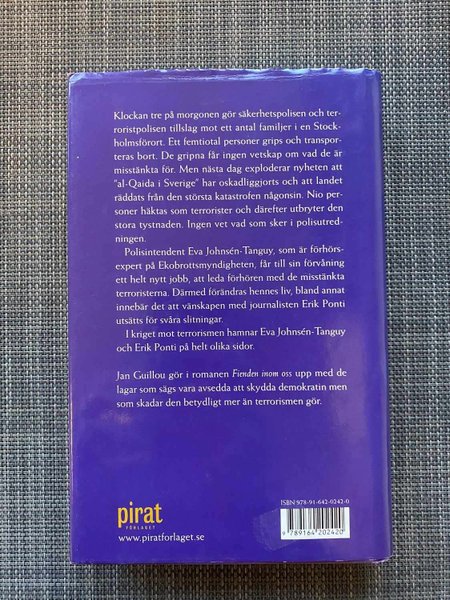 Klockan tre på morgonen gör säkerhetspolisen och ter-
roristpolisen tillslag mot ett antal familjer i en Stock-
holmsförort. Ett femtiotal personer grips och transpor-
teras bort. De gripna får ingen vetskap om vad de är
misstänkta för. Men nästa dag exploderar nyheten att
"al-Qaida i Sverige" har oskadliggjorts och att landet
räddats från den största katastrofen någonsin. Nio per-
soner häktas som terrorister och därefter utbryter den
stora tystnaden. Ingen vet vad som sker i polisutred-
ningen.
Polisintendent Eva Johnsén-Tanguy, som är förhörs-
expert på Ekobrottsmyndigheten, får till sin förvåning
ett helt nytt jobb, att leda förhören med de misstänkta
terroristerna. Därmed förändras hennes liv, bland annat
innebär det att vänskapen med journalisten Erik Ponti
utsätts för svåra slitningar.
I kriget mot terrorismen hamnar Eva Johnsén-Tanguy
och Erik Ponti på helt olika sidor.
Jan Guillou gör i romanen Fienden inom oss upp med de
lagar som sägs vara avsedda att skydda demokratin men
som skadar den betydligt mer än terrorismen gör.
pirat
FÖRLAGET
www.piratforlaget.se
ISBN 978-91-642-0242-0
9 789164 202420